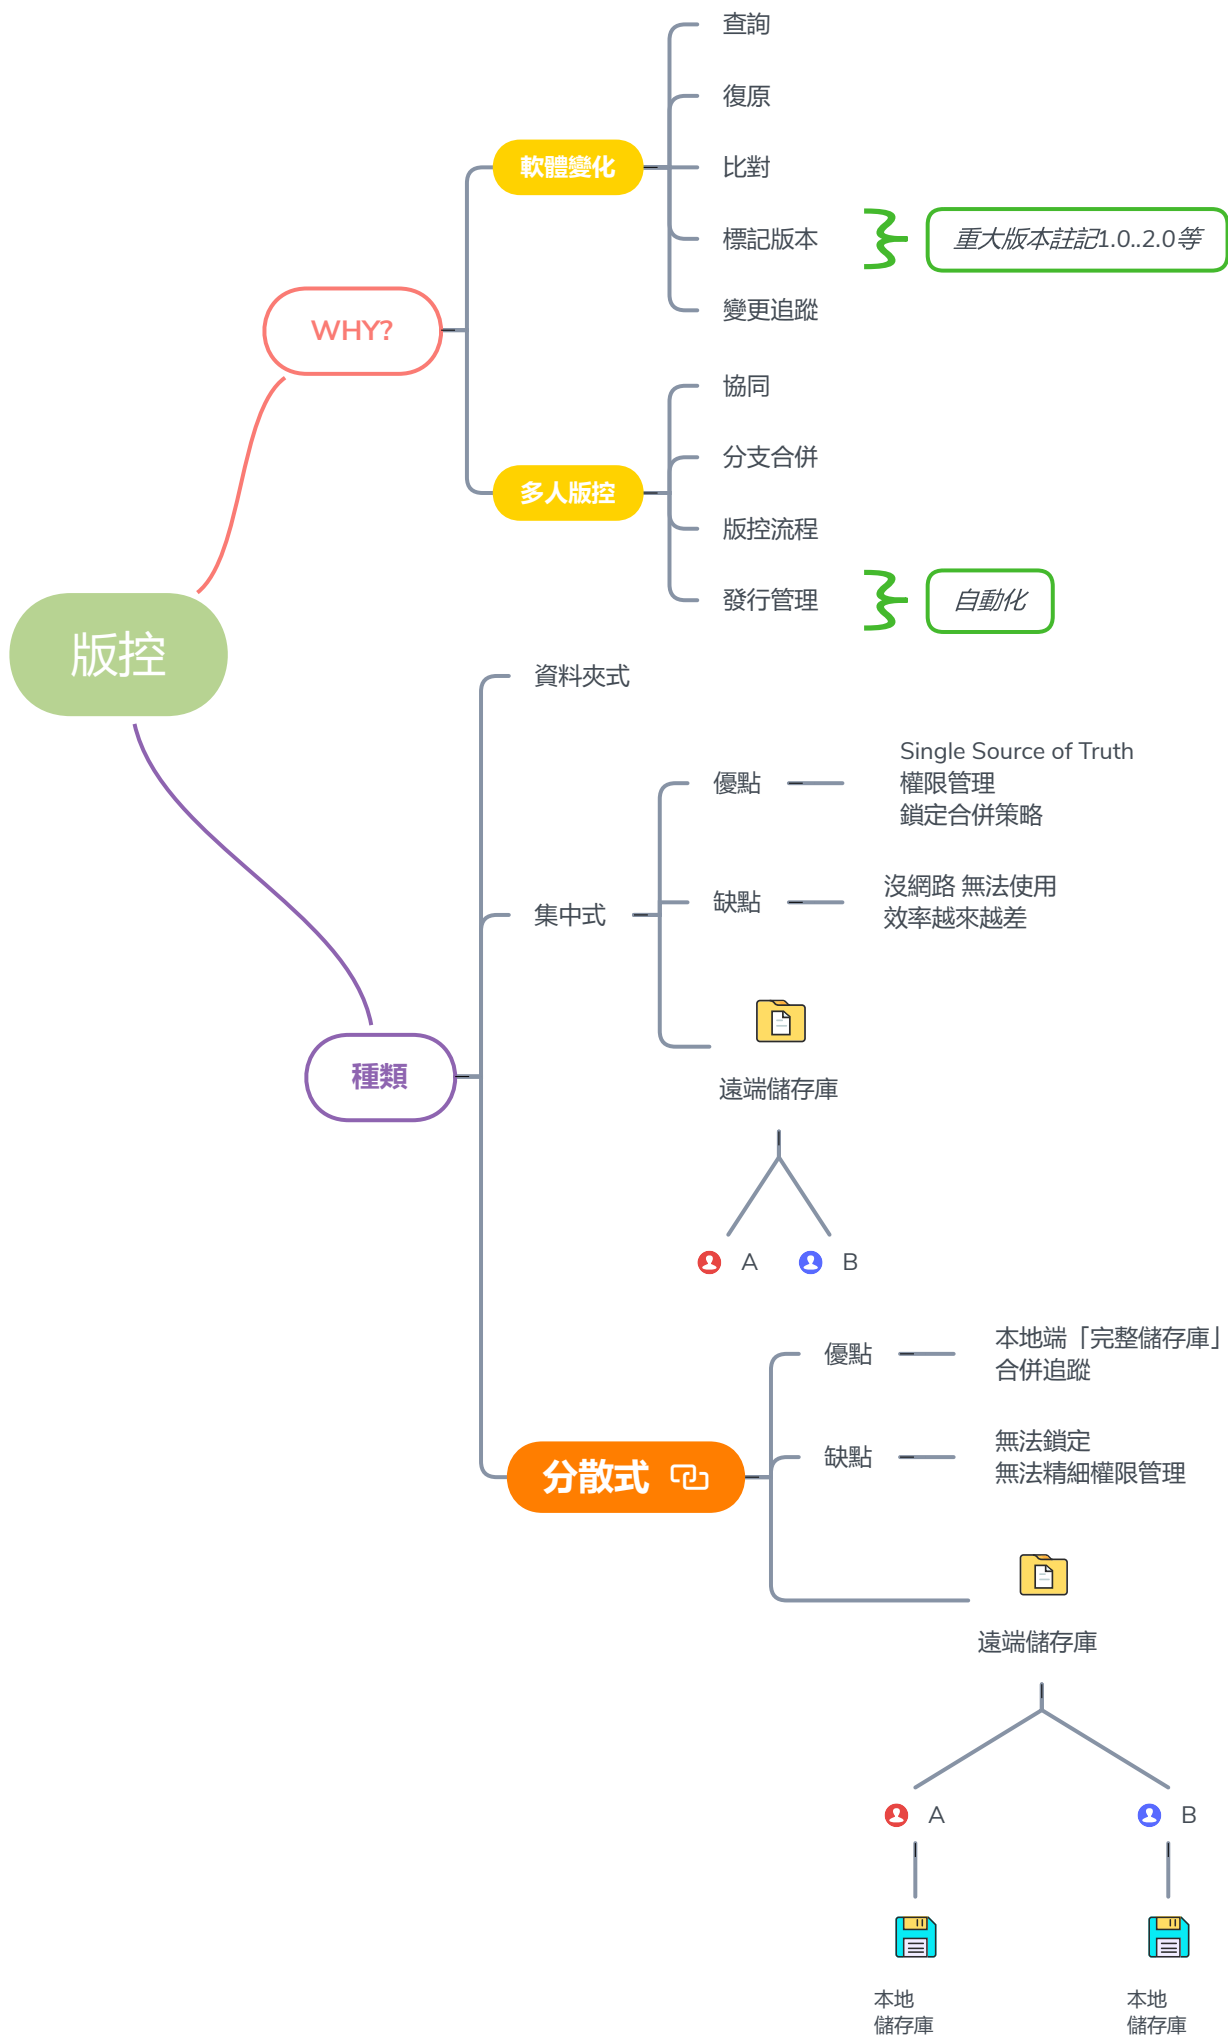 版控
WHY?
軟體變化
查詢
復原
比對
標記版本
重大版本註記1.0..2.0等
變更追蹤
多人版控
協同
分支合併
版控流程
發行管理
自動化
種類
資料夾式
集中式
優點
Single Source of Truth
權限管理
鎖定合併策略
缺點
沒網路 無法使用
效率越來越差
遠端儲存庫
A
B
分散式
優點
本地端「完整儲存庫」
合併追蹤
缺點
無法鎖定
無法精細權限管理
遠端儲存庫
A
B
本地
儲存庫
本地
儲存庫